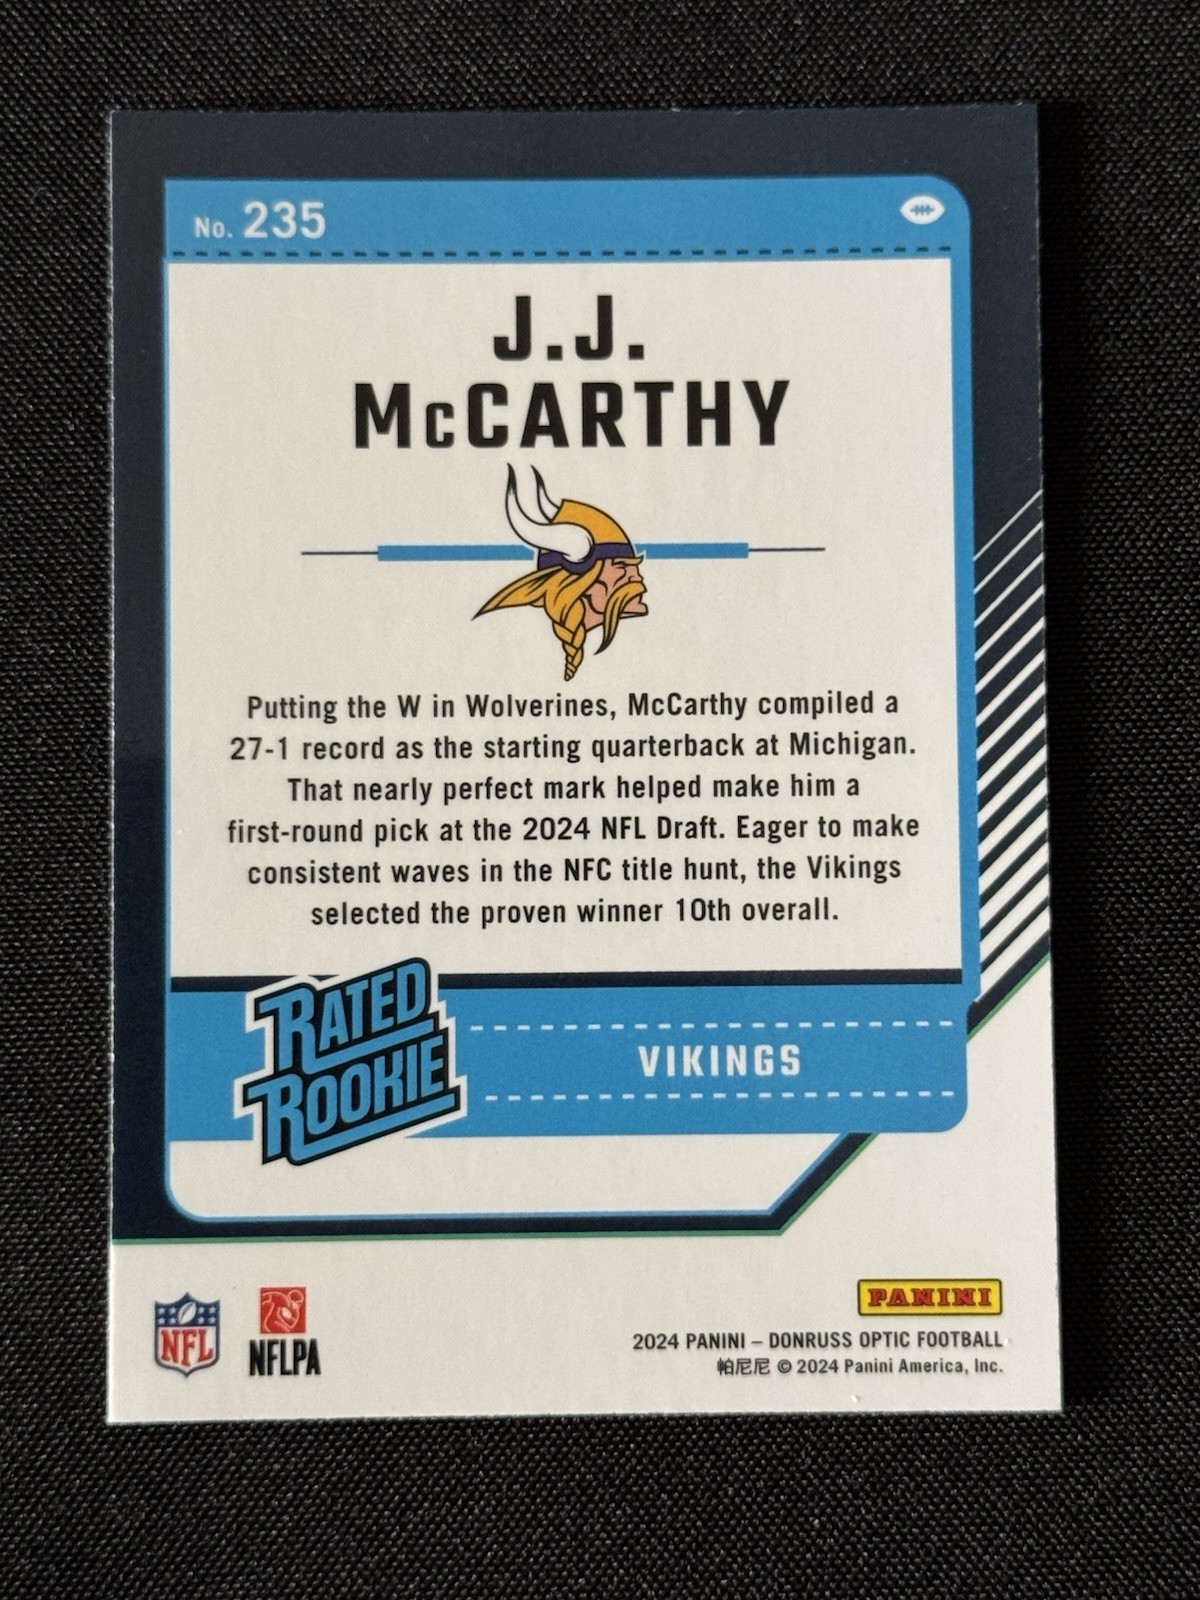 No. 235
J.J.
McCARTHY
Putting the W in Wolverines, McCarthy compiled a
27-1 record as the starting quarterback at Michigan.
That nearly perfect mark helped make him a
first-round pick at the 2024 NFL Draft. Eager to make
consistent waves in the NFC title hunt, the Vikings
selected the proven winner 10th overall.
RATED
ROOKIE
VIKINGS
NFL
NFLPA
PANINI
2024 PANINI – DONRUSS OPTIC FOOTBALL
帕尼尼 © 2024 Panini America, Inc.